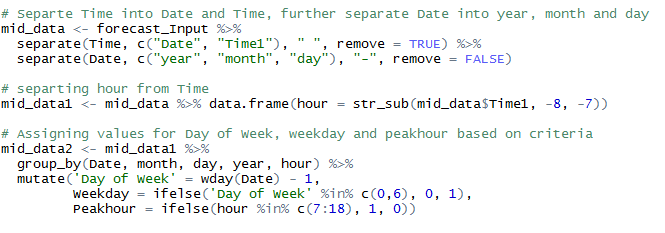 # Separte Time into Date and Time, further separate Date into year, month and day
mid_data <- forecast_Input %>%
  separate(Time, c("Date", "Time1"), " ", remove = TRUE) %>%
  separate(Date, c("year", "month", "day"), "-", remove = FALSE)

# separting hour from Time
mid_data1 <- mid_data %>% data.frame(hour = str_sub(mid_data$Time1, -8, -7))

# Assigning values for Day of Week, weekday and peakhour based on criteria
mid_data2 <- mid_data1 %>%
  group_by(Date, month, day, year, hour) %>%
  mutate('Day of Week' = wday(Date) - 1,
         Weekday = ifelse('Day of Week' %in% c(0,6), 0, 1),
         Peakhour = ifelse(hour %in% c(7:18), 1, 0))